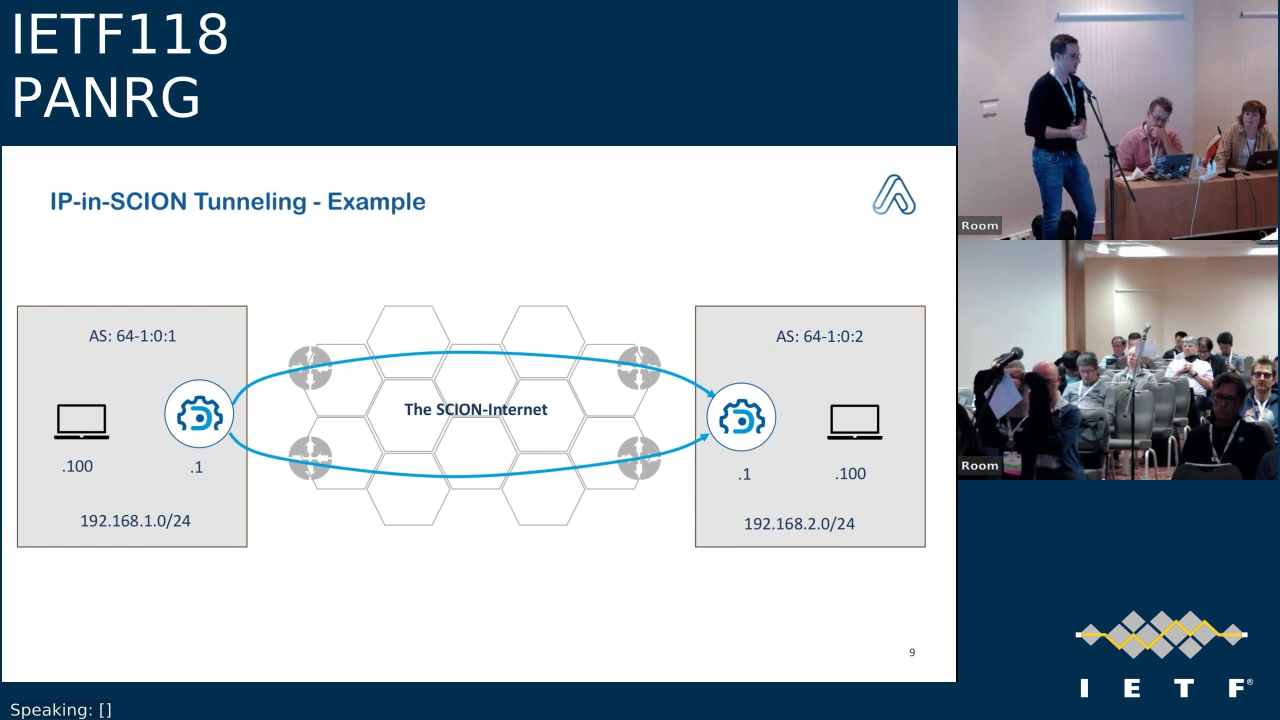 IETF118
PANRG
IP-in-SCION Tunneling - Example
AS: 64-1:0:1
AS: 64-1:0:2
The SCION-Internet
.100
.1
.1
.100
192.168.1.0/24
192.168.2.0/24
9
Room
Room
I E T F®
Speaking: []